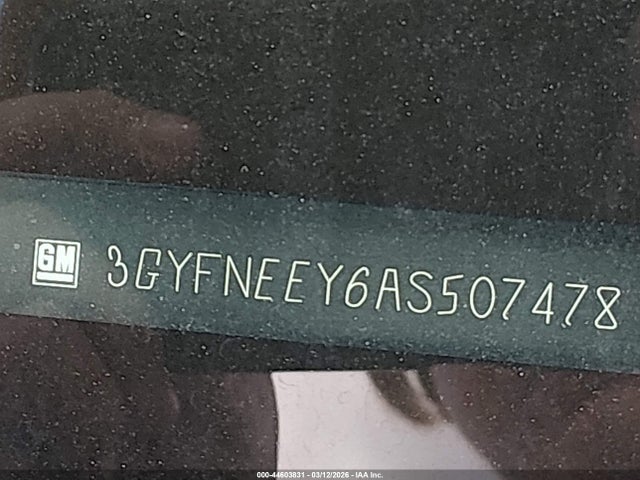 GM 3GYFNEEY6AS507478
000-44603831 - 03/12/2026 - IAA Inc.